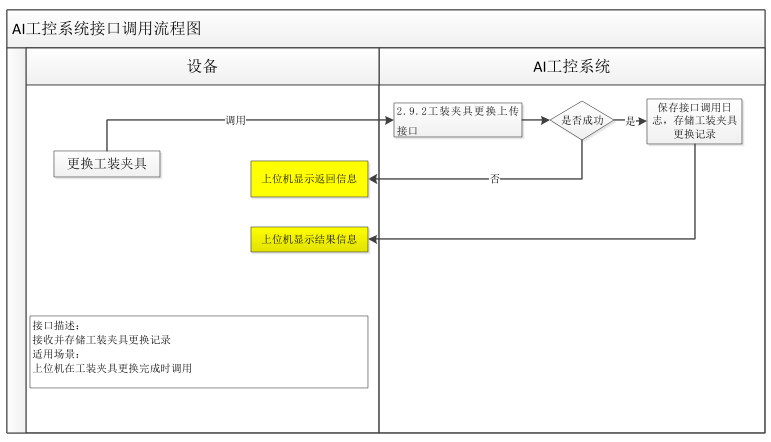 AI工控系统接口调用流程图
设备
AI工控系统
更换工装夹具
调用
2.9.2工装夹具更换上传
接口
是否成功
是
保存接口调用日
志，存储工装夹具
更换记录
否
上位机显示返回信息
上位机显示结果信息
接口描述：
接收并存储工装夹具更换记录
适用场景：
上位机在工装夹具更换完成时调用